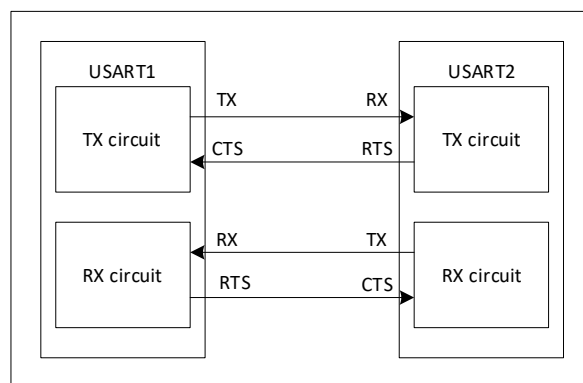 USART1
USART2
TX
RX
TX circuit
TX circuit
CTS
RTS
RX
TX
RX circuit
RX circuit
RTS
CTS